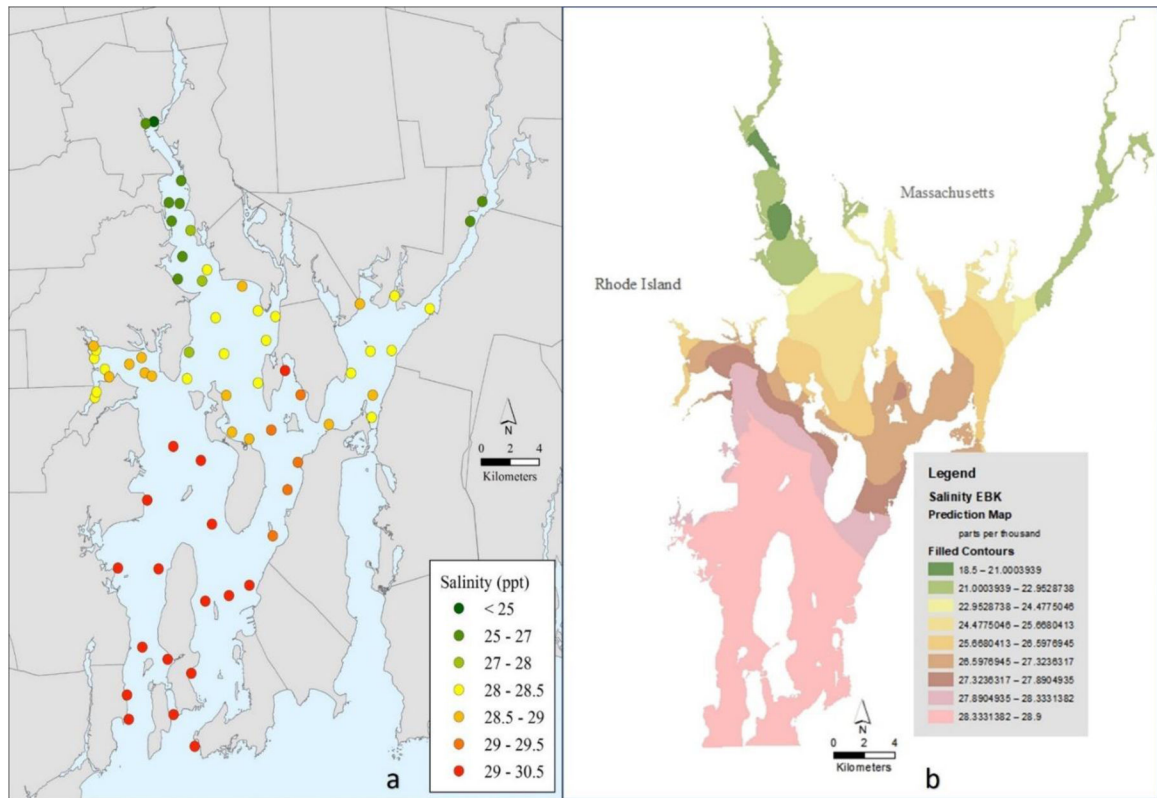 N
0 2 4
Kilometers
Salinity (ppt)
< 25
25 - 27
27 - 28
28 - 28.5
28.5 - 29
29 - 29.5
29 - 30.5
a
Massachusetts
Rhode Island
Legend
Salinity EBK
Prediction Map
parts per thousand
Filled Contours
18.5 – 21.0003939
21.0003939 – 22.9528738
22.9528738 – 24.4775046
24.4775046 – 25.6680413
25.6680413 – 26.5976945
26.5976945 – 27.3236317
27.3236317 – 27.8904935
27.8904935 – 28.3331382
28.3331382 – 28.9
N
0 2 4
Kilometers
b